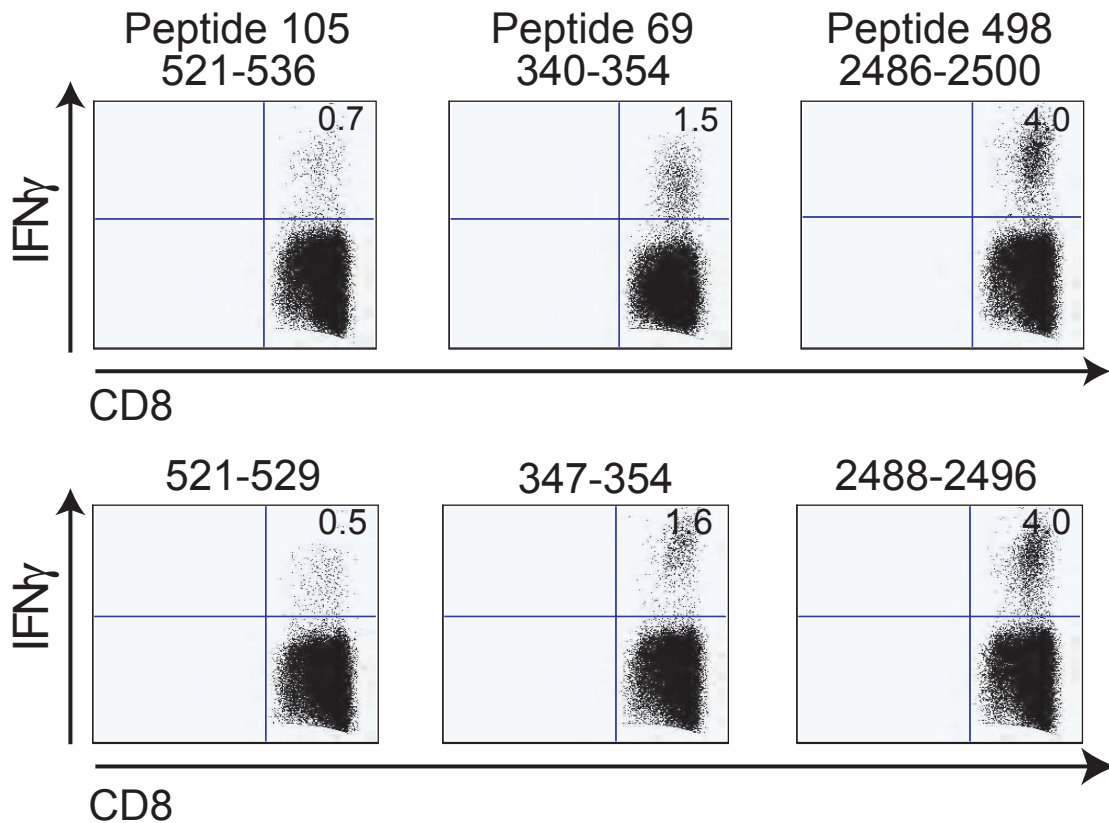 Peptide 105
521-536
Peptide 69
340-354
Peptide 498
2486-2500
0.7
1.5
4.0
IFNγ
CD8
521-529
347-354
2488-2496
0.5
1.6
4.0
IFNγ
CD8